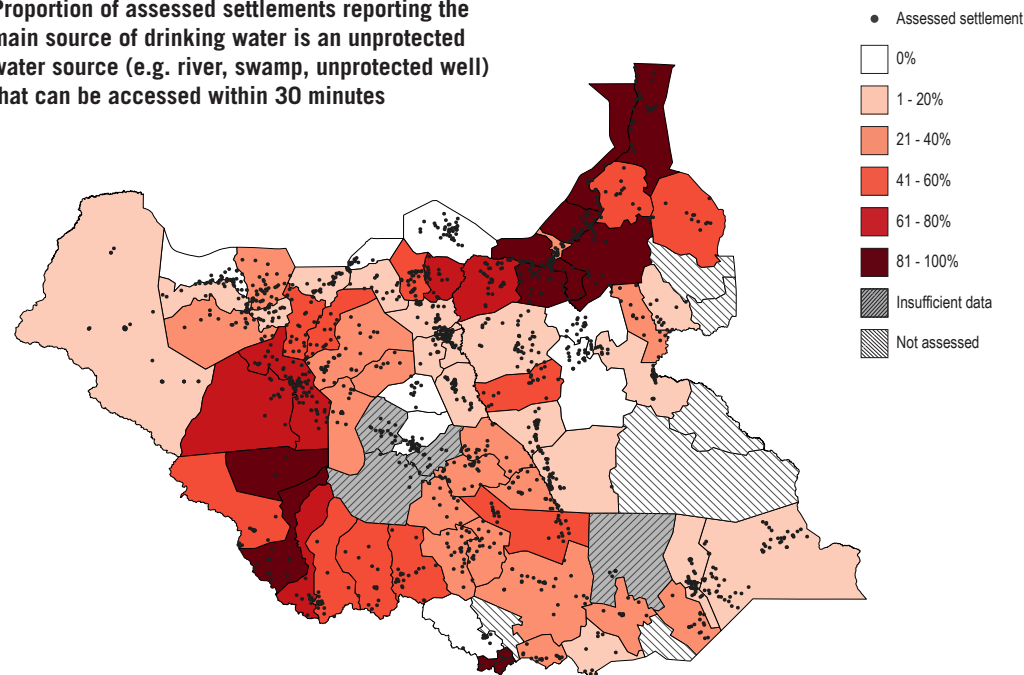 Proportion of assessed settlements reporting the
main source of drinking water is an unprotected
water source (e.g. river, swamp, unprotected well)
that can be accessed within 30 minutes
Assessed settlement
0%
1 - 20%
21 - 40%
41 - 60%
61 - 80%
81 - 100%
Insufficient data
Not assessed